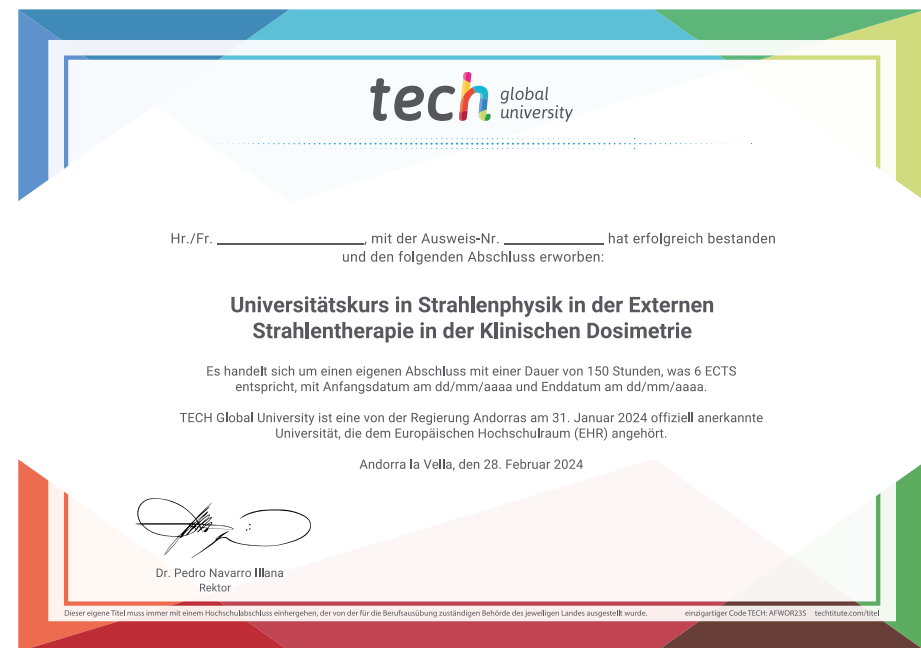 tech global university
Hr./Fr. ____________________, mit der Ausweis-Nr. ______________ hat erfolgreich bestanden
und den folgenden Abschluss erworben:
Universitätskurs in Strahlenphysik in der Externen
Strahlentherapie in der Klinischen Dosimetrie
Es handelt sich um einen eigenen Abschluss mit einer Dauer von 150 Stunden, was 6 ECTS
entspricht, mit Anfangsdatum am dd/mm/aaaa und Enddatum am dd/mm/aaaa.
TECH Global University ist eine von der Regierung Andorras am 31. Januar 2024 offiziell anerkannte
Universität, die dem Europäischen Hochschulraum (EHR) angehört.
Andorra la Vella, den 28. Februar 2024
Dr. Pedro Navarro Illana
Rektor
Dieser eigene Titel muss immer mit einem Hochschulabschluss einhergehen, der von der für die Berufsausübung zuständigen Behörde des jeweiligen Landes ausgestellt wurde. einzigartiger Code TECH: AFWOR23S techtitute.com/titel